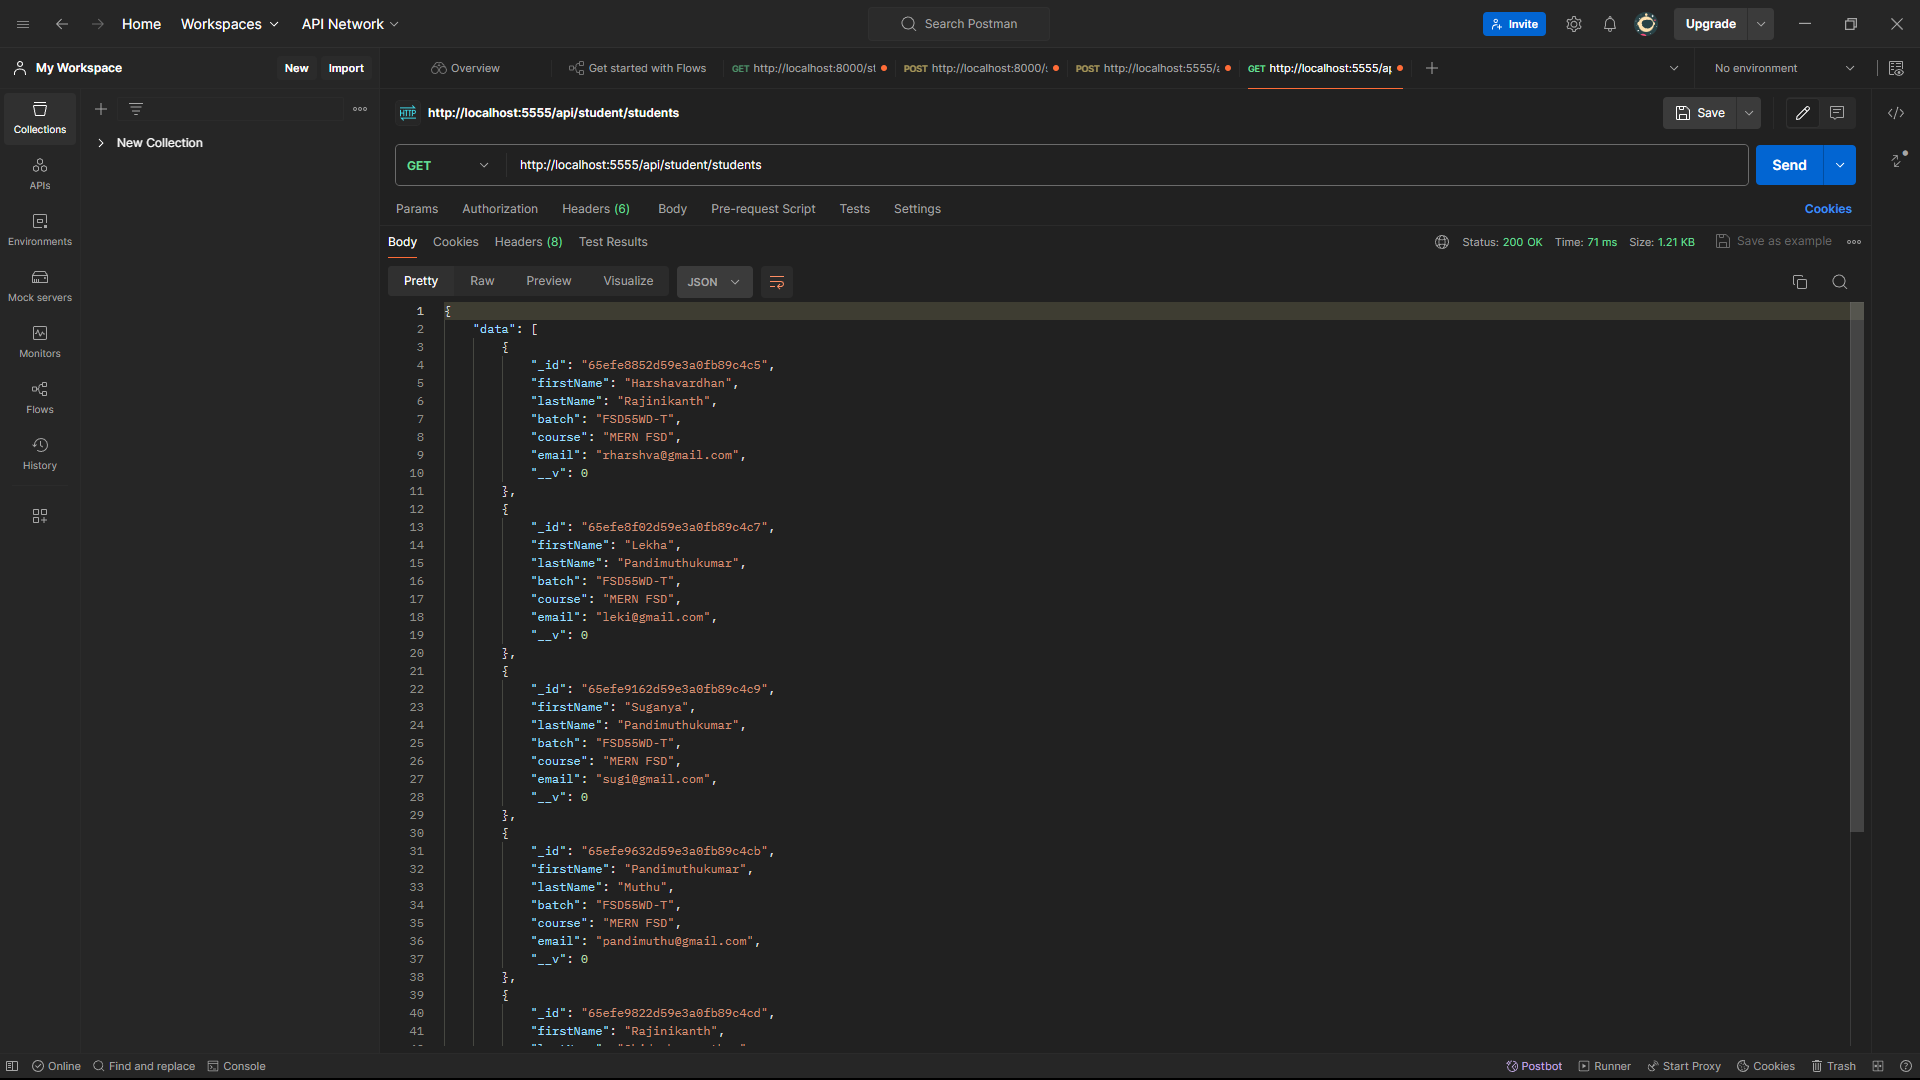 Home Workspaces API Network Search Postman Invite Upgrade
My Workspace New Import Overview Get started with Flows GET http://localhost:8000/st POST http://localhost:8000/ POST http://localhost:5555/ GET http://localhost:5555/ap No environment
Collections
New Collection
APIs
Environments
Mock servers
Monitors
Flows
History
HTTP http://localhost:5555/api/student/students Save
GET http://localhost:5555/api/student/students Send
Params Authorization Headers (6) Body Pre-request Script Tests Settings Cookies
Body Cookies Headers (8) Test Results Status: 200 OK Time: 71 ms Size: 1.21 KB Save as example
Pretty Raw Preview Visualize JSON
1 {
2 "data": [
3 {
4 "_id": "65efe8852d59e3a0fb89c4c5",
5 "firstName": "Harshavardhan",
6 "lastName": "Rajinikanth",
7 "batch": "FSD55WD-T",
8 "course": "MERN FSD",
9 "email": "rharshva@gmail.com",
10 "__v": 0
11 },
12 {
13 "_id": "65efe8f02d59e3a0fb89c4c7",
14 "firstName": "Lekha",
15 "lastName": "Pandimuthukumar",
16 "batch": "FSD55WD-T",
17 "course": "MERN FSD",
18 "email": "leki@gmail.com",
19 "__v": 0
20 },
21 {
22 "_id": "65efe9162d59e3a0fb89c4c9",
23 "firstName": "Suganya",
24 "lastName": "Pandimuthukumar",
25 "batch": "FSD55WD-T",
26 "course": "MERN FSD",
27 "email": "sugi@gmail.com",
28 "__v": 0
29 },
30 {
31 "_id": "65efe9632d59e3a0fb89c4cb",
32 "firstName": "Pandimuthukumar",
33 "lastName": "Muthu",
34 "batch": "FSD55WD-T",
35 "course": "MERN FSD",
36 "email": "pandimuthu@gmail.com",
37 "__v": 0
38 },
39 {
40 "_id": "65efe9822d59e3a0fb89c4cd",
41 "firstName": "Rajinikanth",
Online Find and replace Console Postbot Runner Start Proxy Cookies Trash